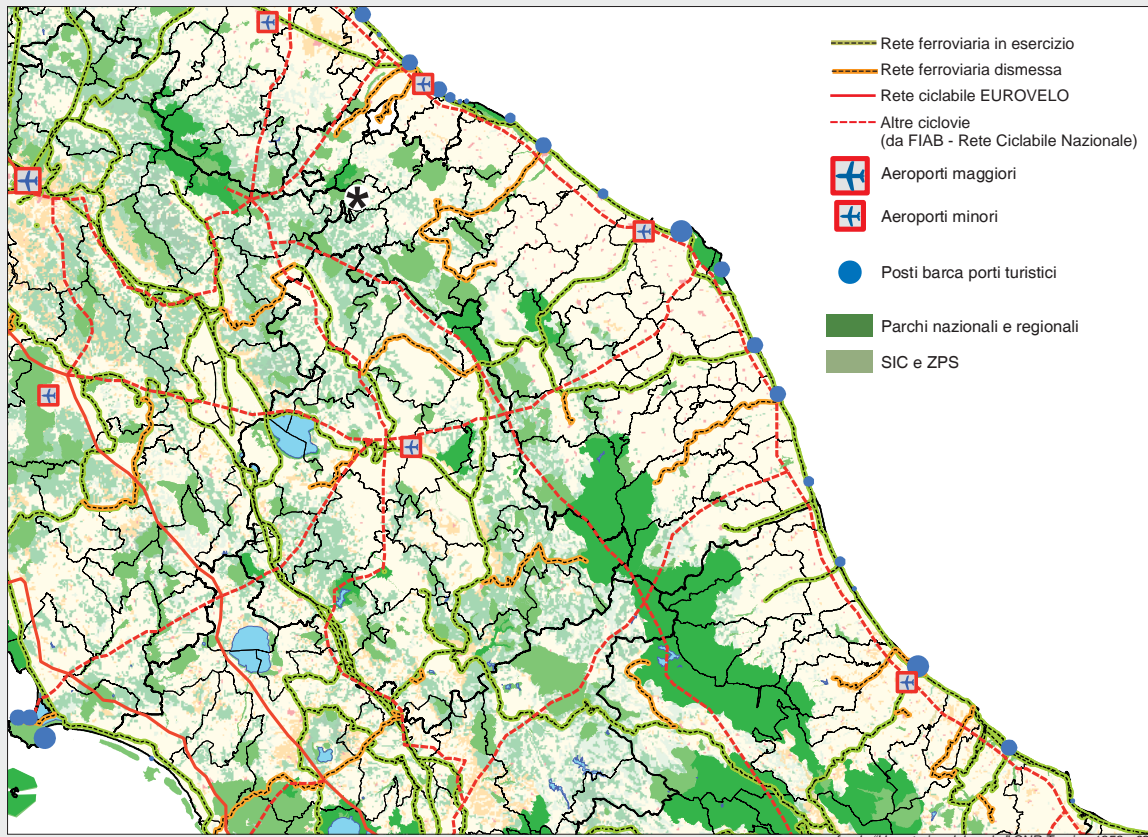 Rete ferroviaria in esercizio
Rete ferroviaria dismessa
Rete ciclabile EUROVELO
Altre ciclovie
(da FIAB - Rete Ciclabile Nazionale)
Aeroporti maggiori
Aeroporti minori
Posti barca porti turistici
Parchi nazionali e regionali
SIC e ZPS
*